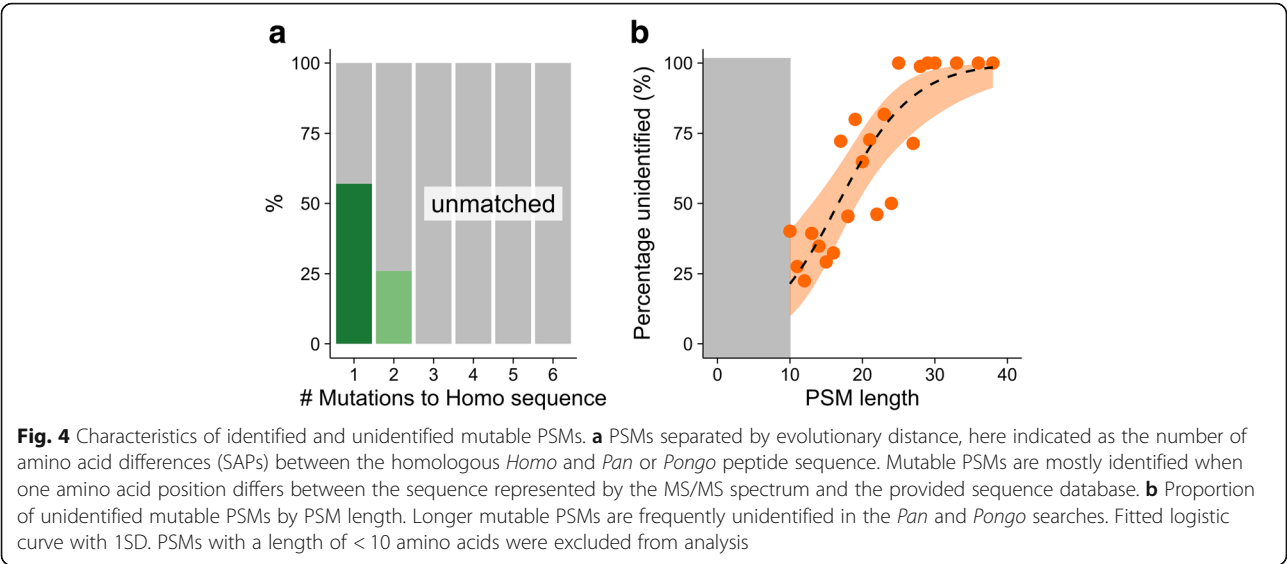 a
100
75
50
25
0
%
unmatched
1 2 3 4 5 6
# Mutations to Homo sequence
b
100
75
50
25
0
Percentage unidentified (%)
0 10 20 30 40
PSM length
Fig. 4 Characteristics of identified and unidentified mutable PSMs. a PSMs separated by evolutionary distance, here indicated as the number of
amino acid differences (SAPs) between the homologous Homo and Pan or Pongo peptide sequence. Mutable PSMs are mostly identified when
one amino acid position differs between the sequence represented by the MS/MS spectrum and the provided sequence database. b Proportion
of unidentified mutable PSMs by PSM length. Longer mutable PSMs are frequently unidentified in the Pan and Pongo searches. Fitted logistic
curve with 1SD. PSMs with a length of < 10 amino acids were excluded from analysis